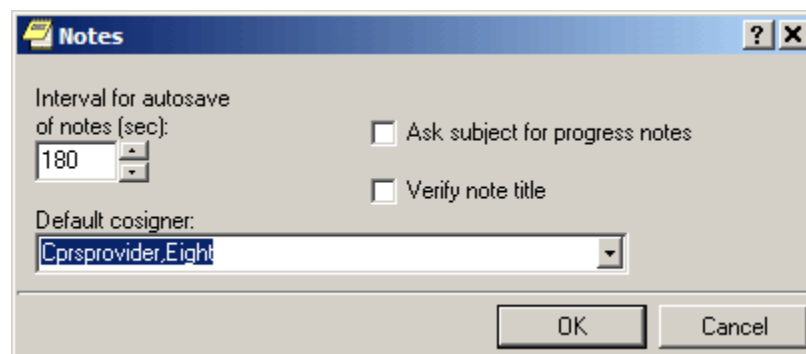 Notes
Interval for autosave
of notes (sec):
180
Ask subject for progress notes
Verify note title
Default cosigner:
Cprsprovider,Eight
OK
Cancel